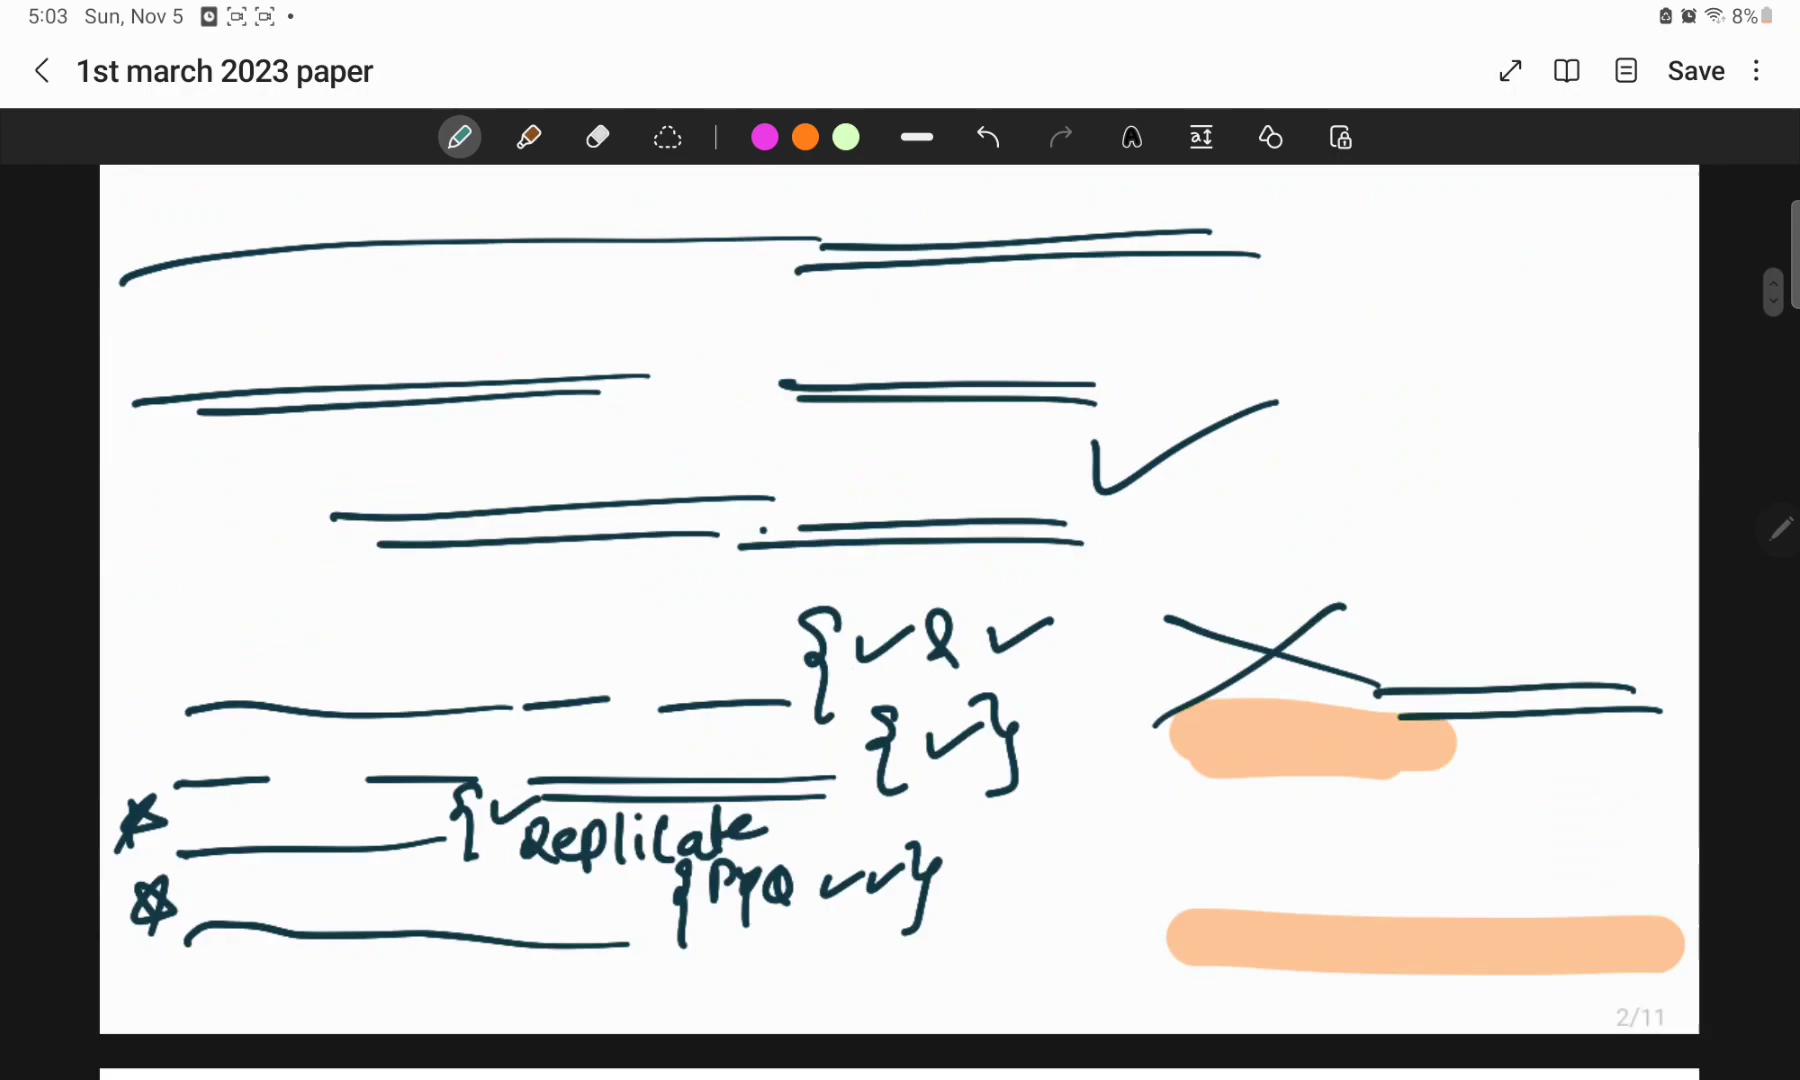 5:03 Sun, Nov 5 8%
1st march 2023 paper Save
&
Replicate
{PYQ ✓✓}
2/11